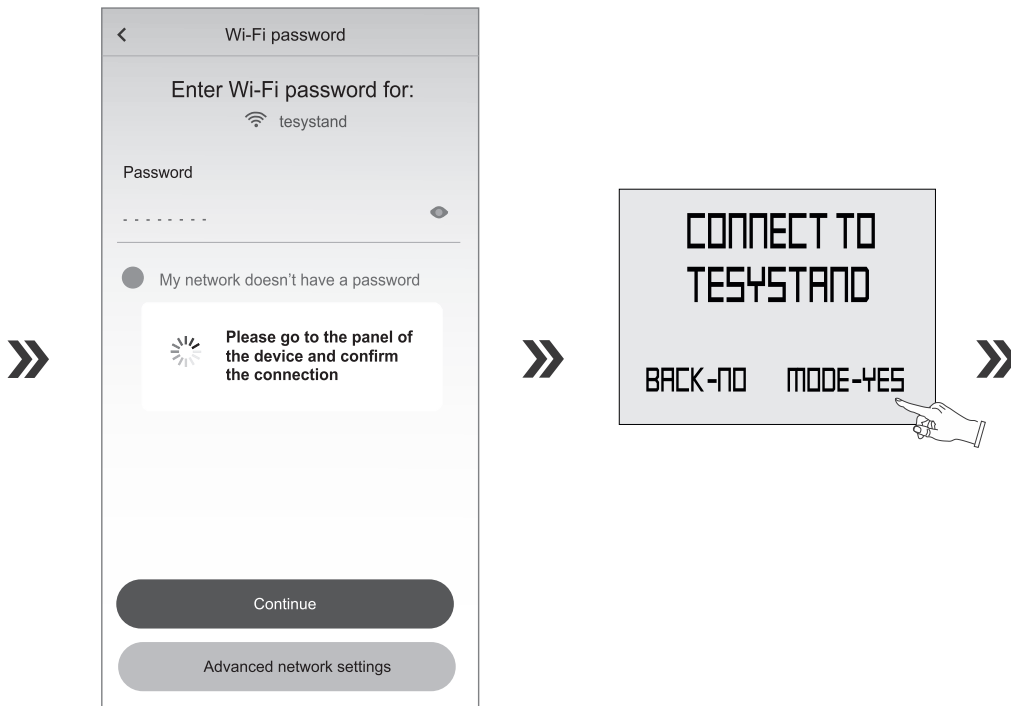 Wi-Fi password
Enter Wi-Fi password for:
tesystand
Password
- - - - - - - -
My network doesn't have a password
Please go to the panel of
the device and confirm
the connection
Continue
Advanced network settings
CONNECT TO
TESYSTAND
BACK-NO MODE-YES